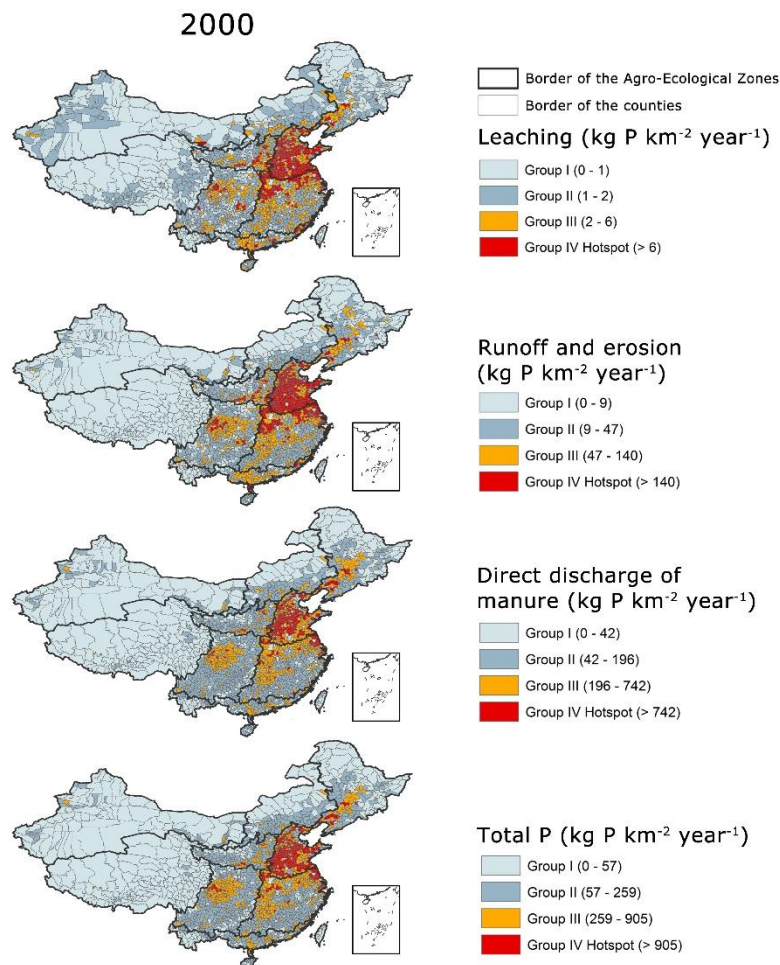 2000
Border of the Agro-Ecological Zones
Border of the counties
Leaching (kg P km⁻² year⁻¹)
Group I (0 - 1)
Group II (1 - 2)
Group III (2 - 6)
Group IV Hotspot (> 6)
Runoff and erosion
(kg P km⁻² year⁻¹)
Group I (0 - 9)
Group II (9 - 47)
Group III (47 - 140)
Group IV Hotspot (> 140)
Direct discharge of
manure (kg P km⁻² year⁻¹)
Group I (0 - 42)
Group II (42 - 196)
Group III (196 - 742)
Group IV Hotspot (> 742)
Total P (kg P km⁻² year⁻¹)
Group I (0 - 57)
Group II (57 - 259)
Group III (259 - 905)
Group IV Hotspot (> 905)